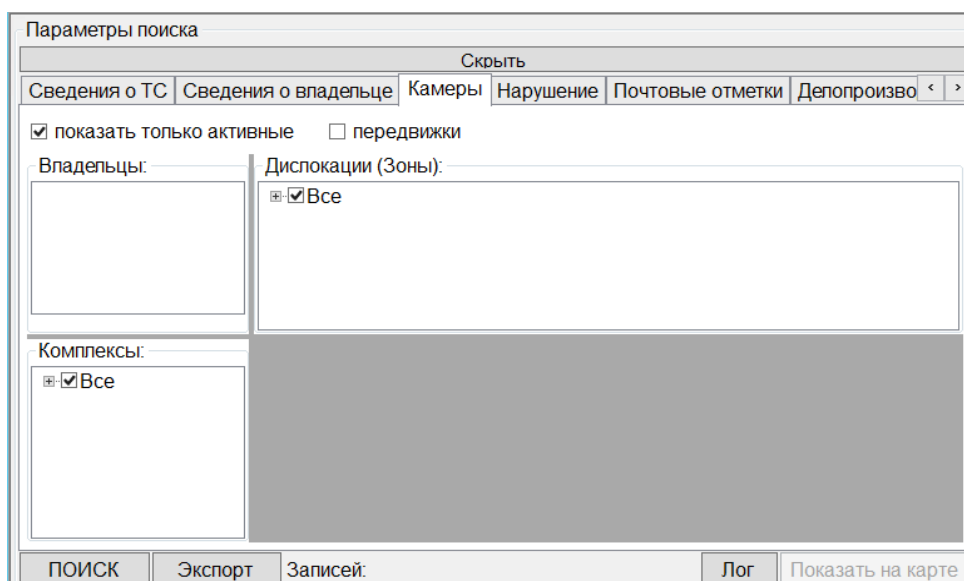 Параметры поиска
Скрыть
Сведения о ТС Сведения о владельце Камеры Нарушение Почтовые отметки Делопроизво
показать только активные передвижки
Владельцы: Дислокации (Зоны):
Все
Комплексы:
Все
ПОИСК Экспорт Записей: Лог Показать на карте